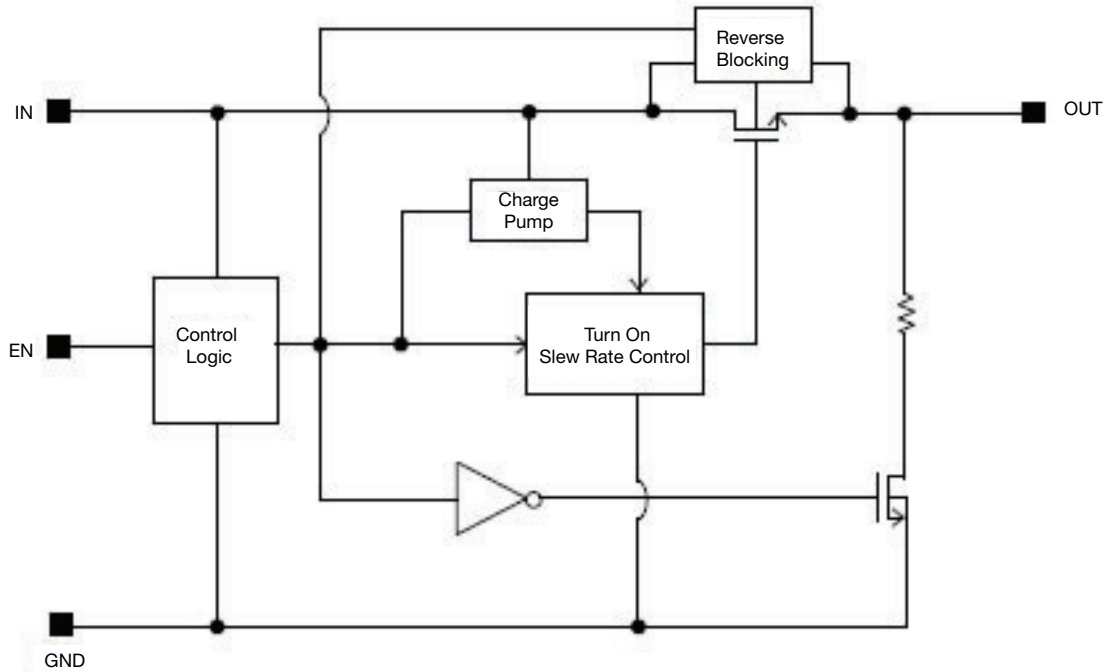 Reverse
Blocking
IN
OUT
Charge
Pump
Control
Logic
Turn On
Slew Rate Control
EN
GND